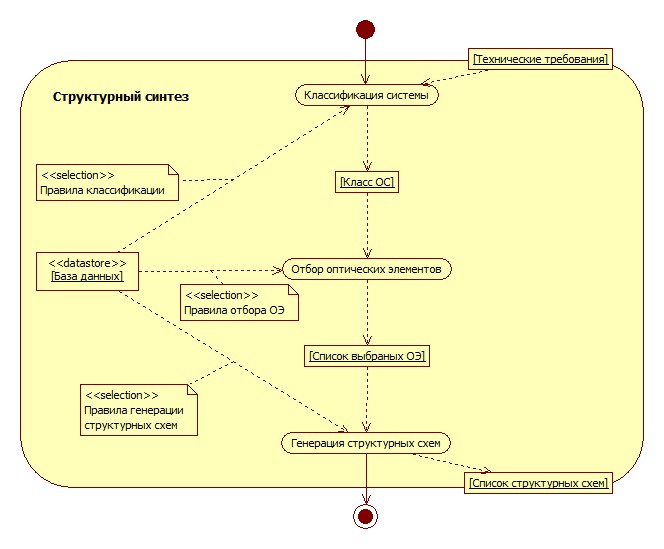 [Технические требования]
Структурный синтез
Классификация системы
<<selection>>
Правила классификации
[Класс ОС]
<<datastore>>
[База данных]
Отбор оптических элементов
<<selection>>
Правила отбора ОЭ
[Список выбраных ОЭ]
<<selection>>
Правила генерации
структурных схем
Генерация структурных схем
[Список структурных схем]